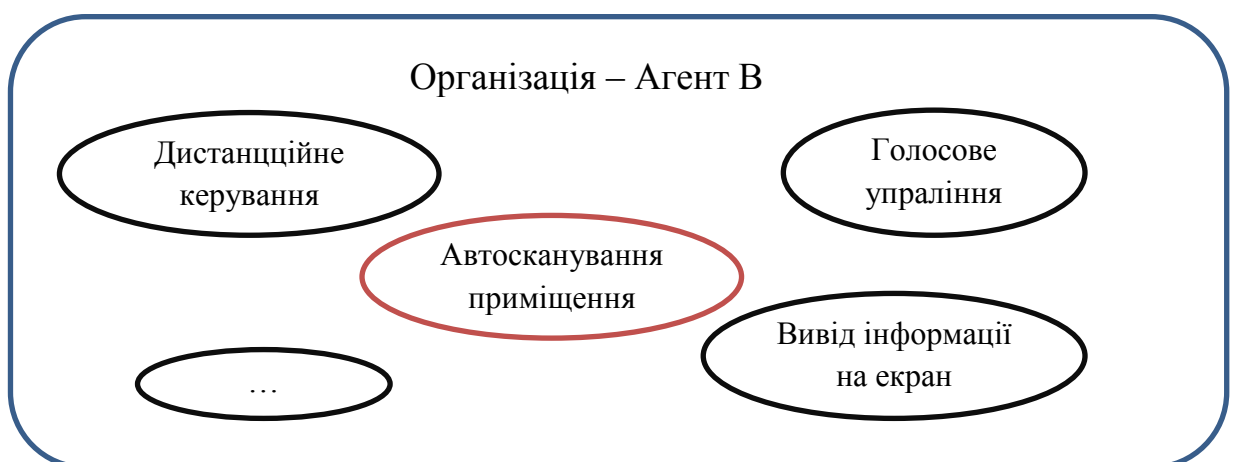 Організація – Агент В
Дистанцційне
керування
Голосове
упраління
Автосканування
приміщення
Вивід інформації
на екран
…